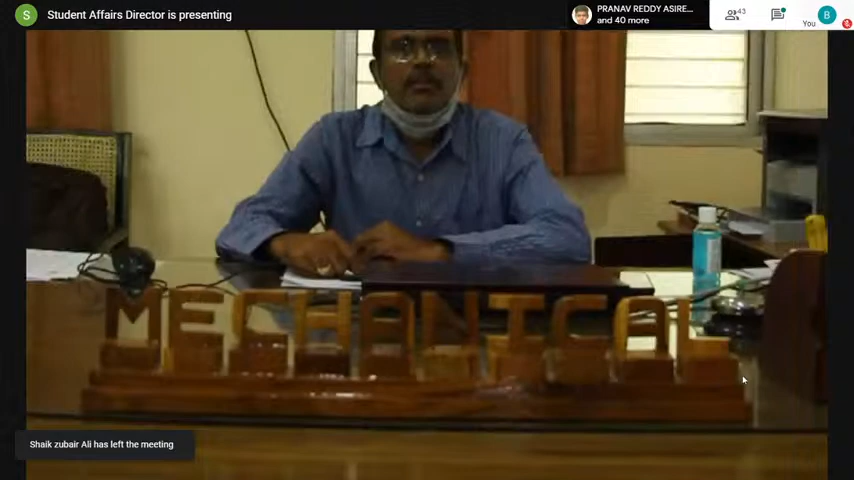 S Student Affairs Director is presenting
PRANAV REDDY ASIRE...
and 40 more
43
You
B
MECHANICAL
Shaik zubair Ali has left the meeting